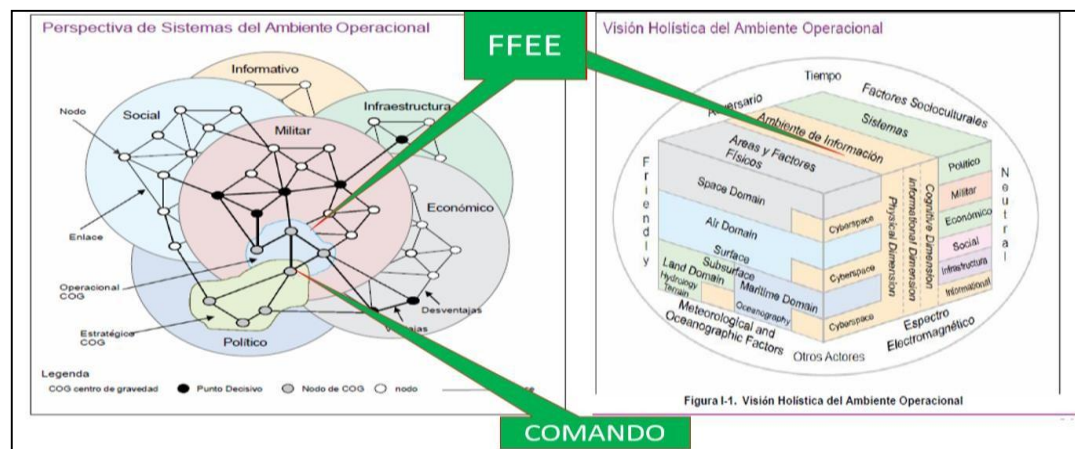 Perspectiva de Sistemas del Ambiente Operacional
FFEE
Informativo
Nodo
Social
Infraestructura
Militar
Económico
Enlace
Operacional
COG
Estratégico
COG
Desventajas
Político
Legenda
COG centro de gravedad
Punto Decisivo
Nodo de COG
nodo
COMANDO
Visión Holística del Ambiente Operacional
Tiempo
Factores Socioculturales
Adversario
Sistemas
Ambiente de Información
Areas y Factores
Físicos
Friendly
Neutral
Space Domain
Air Domain
Surface
Subsurface
Land Domain
Hydrology
Terrain
Maritime Domain
Oceanography
Cyberspace
Cyberspace
Cyberspace
Physical Dimension
Informational Dimension
Cognitive Dimension
Político
Militar
Económico
Social
Infrastructura
Informational
Meteorological and
Oceanographic Factors
Espectro
Electromagnético
Otros Actores
Figura I-1. Visión Holística del Ambiente Operacional